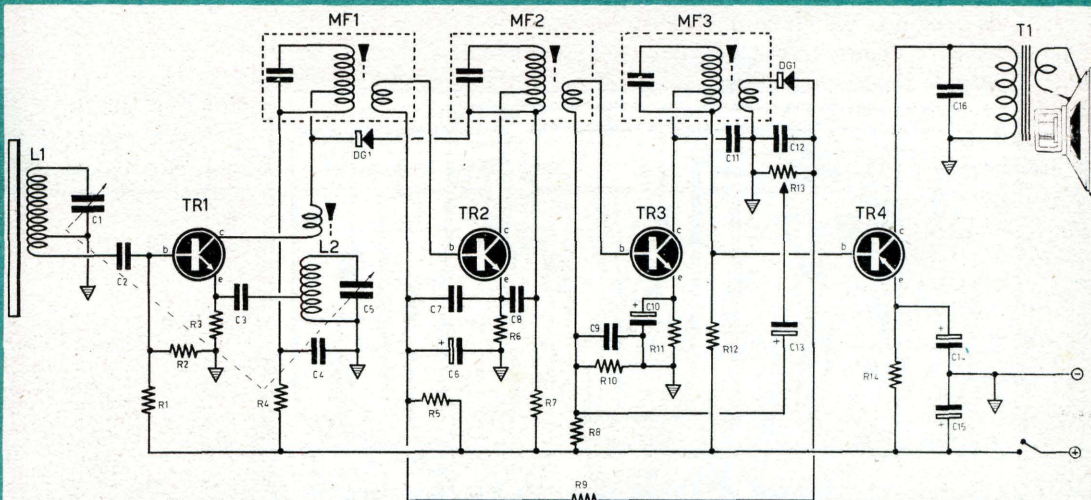 MF1
MF2
MF3
T1
DG1
C16
C11
C12
DG1
R13
L1
C1
TR1
c
b
e
C2
L2
TR2
c
b
e
TR3
c
b
e
TR4
c
b
e
C3
C5
R3
R2
C4
C7
C8
R6
+
C6
+
C10
C9
R11
R10
R12
+
C13
+
R14
R1
R4
R5
R7
R8
C15
+
−
+
R9